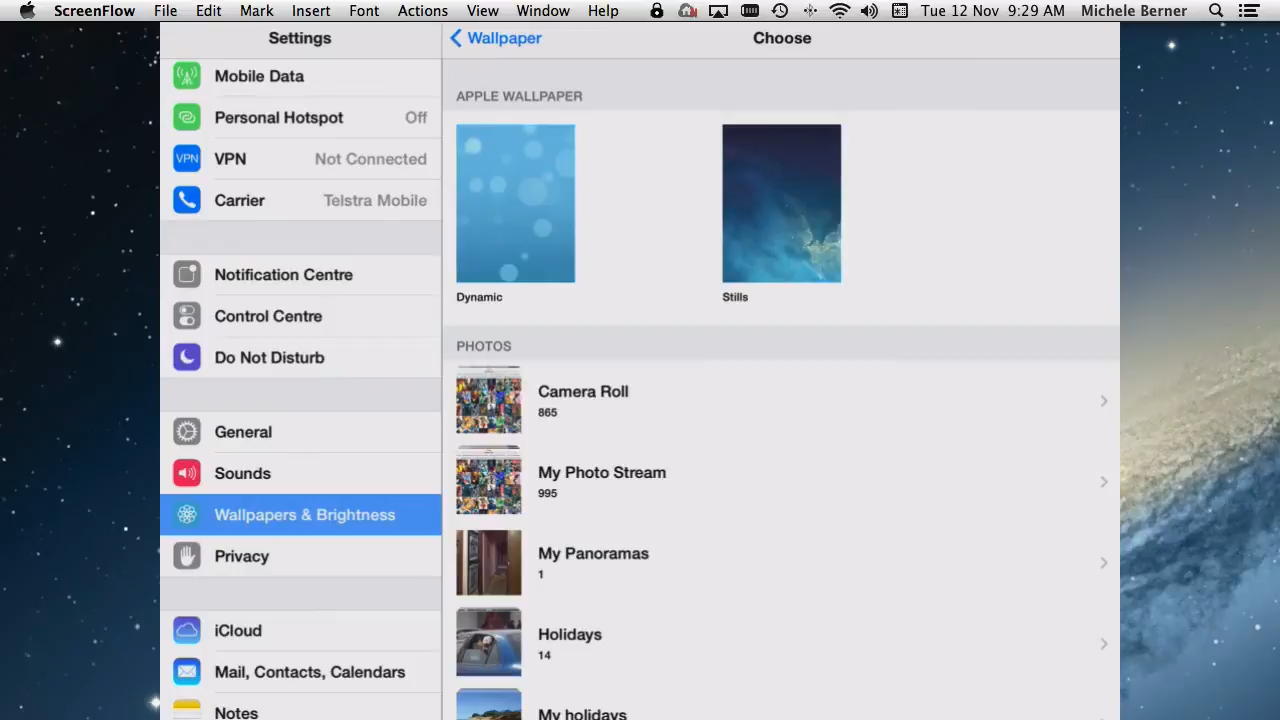 ScreenFlow File Edit Mark Insert Font Actions View Window Help Tue 12 Nov 9:29 AM Michele Berner
Settings
Mobile Data
Personal Hotspot Off
VPN VPN Not Connected
Carrier Telstra Mobile
Notification Centre
Control Centre
Do Not Disturb
General
Sounds
Wallpapers & Brightness
Privacy
iCloud
Mail, Contacts, Calendars
Notes
Wallpaper Choose
APPLE WALLPAPER
Dynamic Stills
PHOTOS
Camera Roll
865
My Photo Stream
995
My Panoramas
1
Holidays
14
My holidays